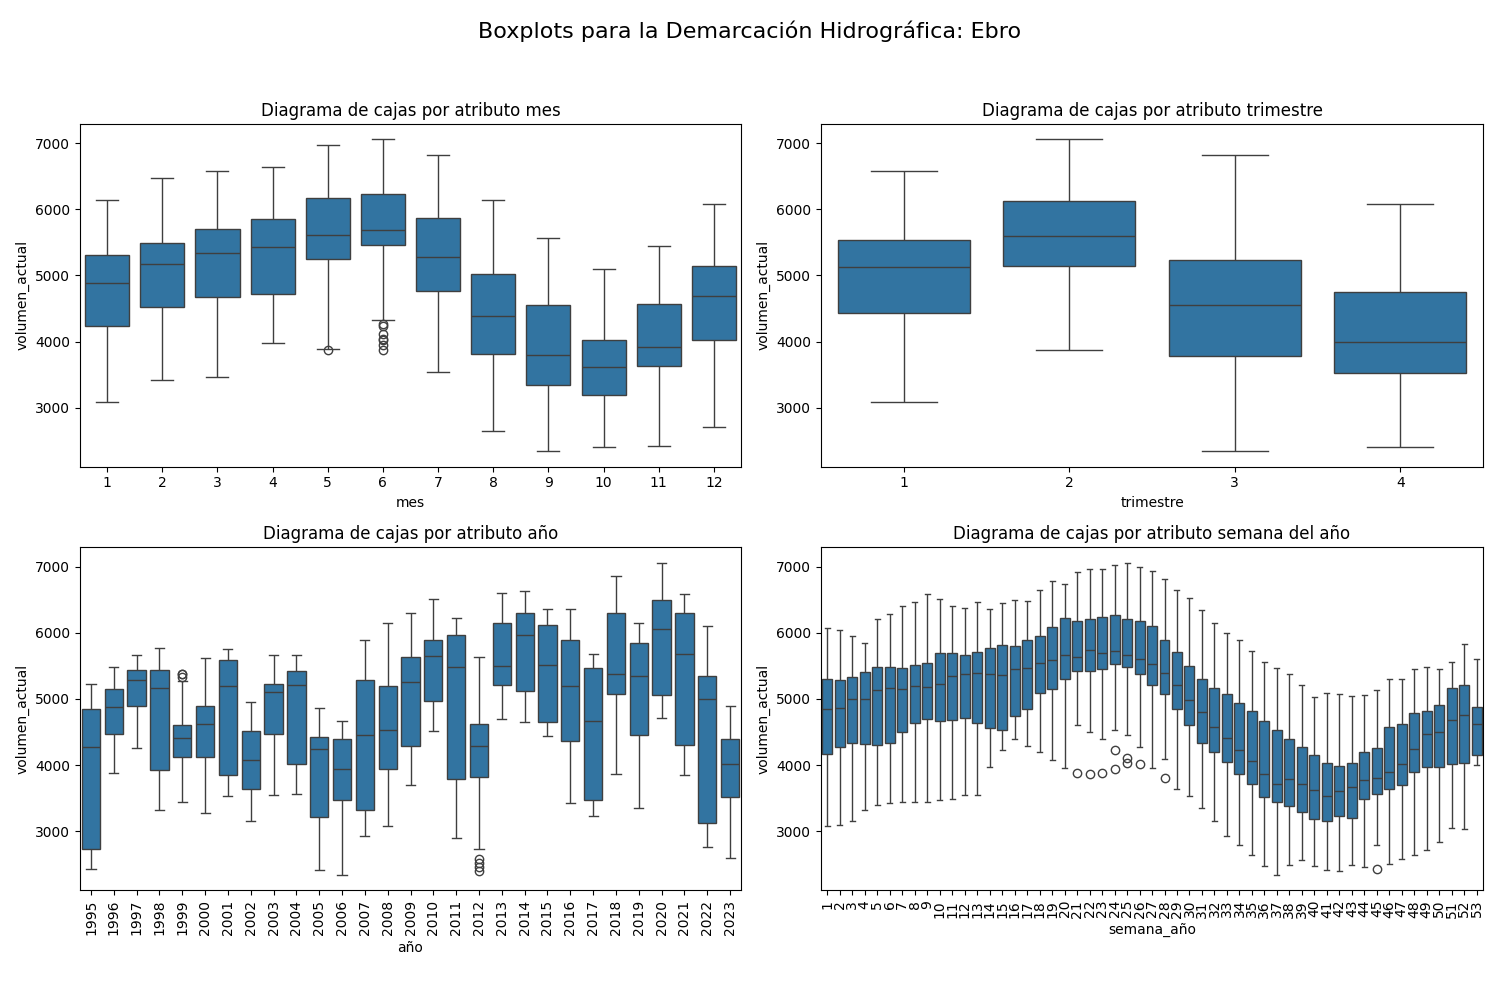 Boxplots para la Demarcación Hidrográfica: Ebro
Diagrama de cajas por atributo mes
volumen_actual
7000
6000
5000
4000
3000
1 2 3 4 5 6 7 8 9 10 11 12
mes
Diagrama de cajas por atributo trimestre
volumen_actual
7000
6000
5000
4000
3000
1 2 3 4
trimestre
Diagrama de cajas por atributo año
volumen_actual
7000
6000
5000
4000
3000
1995 1996 1997 1998 1999 2000 2001 2002 2003 2004 2005 2006 2007 2008 2009 2010 2011 2012 2013 2014 2015 2016 2017 2018 2019 2020 2021 2022 2023
año
Diagrama de cajas por atributo semana del año
volumen_actual
7000
6000
5000
4000
3000
1 2 3 4 5 6 7 8 9 10 11 12 13 14 15 16 17 18 19 20 21 22 23 24 25 26 27 28 29 30 31 32 33 34 35 36 37 38 39 40 41 42 43 44 45 46 47 48 49 50 51 52 53
semana_año